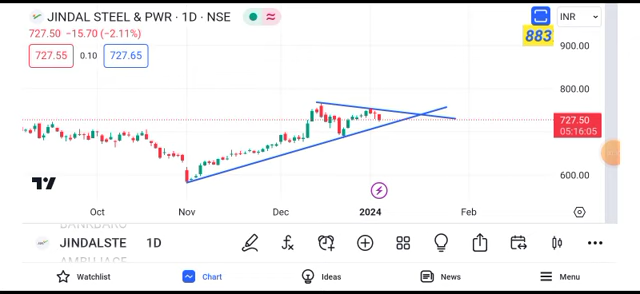 JINDAL STEEL & PWR · 1D · NSE
INR
727.50 −15.70 (−2.11%)
883
727.55 0.10 727.65
900.00
800.00
727.50
05:16:05
600.00
Oct Nov Dec 2024 Feb
BANKBARO
JINDALSTE 1D
AMBUJACE
Watchlist Chart Ideas News Menu